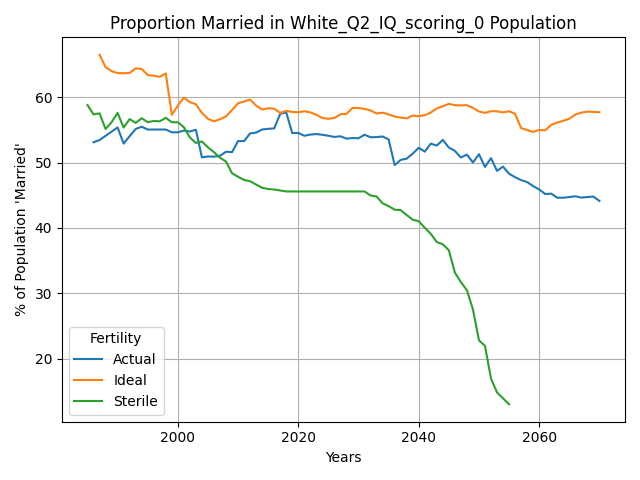 Proportion Married in White_Q2_IQ_scoring_0 Population
% of Population 'Married'
60
50
40
30
20
Fertility
Actual
Ideal
Sterile
2000 2020 2040 2060
Years